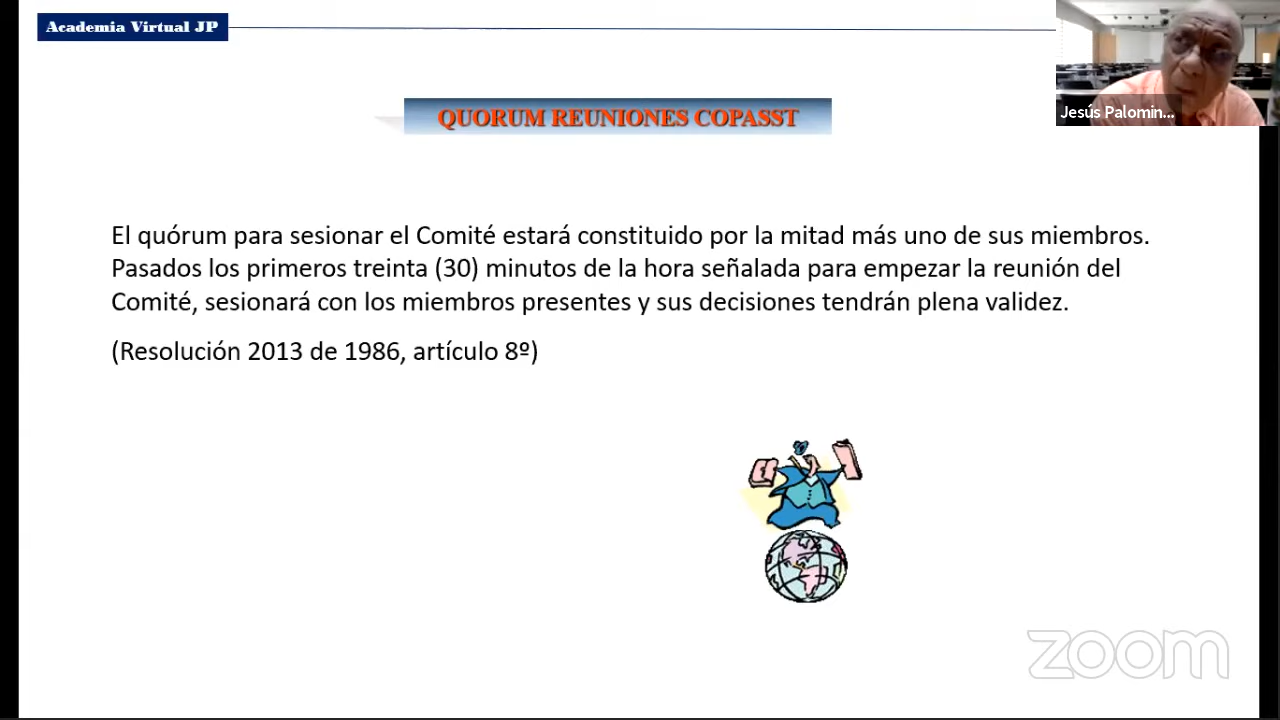 Academia Virtual JP
Jesús Palomin...
QUORUM REUNIONES COPASST
El quórum para sesionar el Comité estará constituido por la mitad más uno de sus miembros.
Pasados los primeros treinta (30) minutos de la hora señalada para empezar la reunión del
Comité, sesionará con los miembros presentes y sus decisiones tendrán plena validez.
(Resolución 2013 de 1986, artículo 8º)
zoom